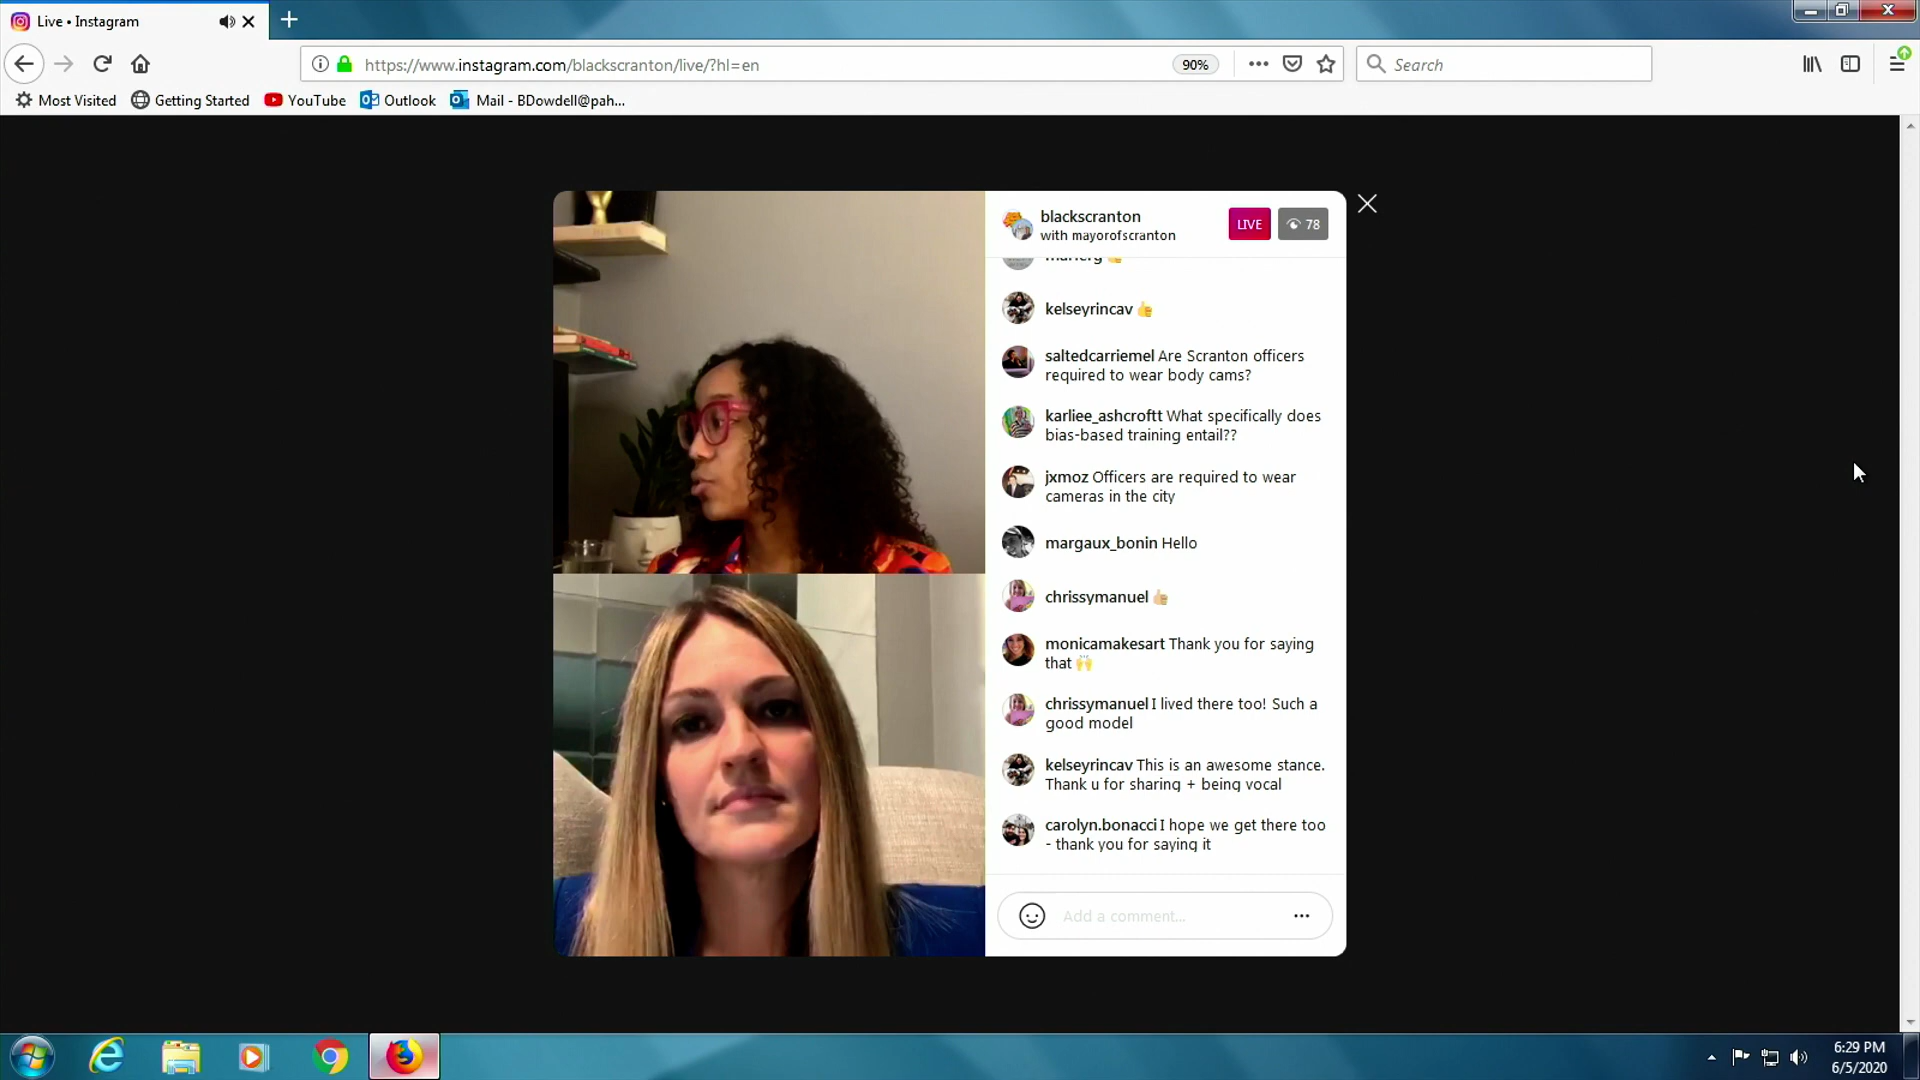 Live • Instagram
https://www.instagram.com/blackscranton/live/?hl=en
90%
Search
Most Visited
Getting Started
YouTube
Outlook
Mail - BDowdell@pah...
blackscranton
with mayorofscranton
LIVE
78
kelseyrincav 👍
saltedcarriemel Are Scranton officers
required to wear body cams?
karliee_ashcroftt What specifically does
bias-based training entail??
jxmoz Officers are required to wear
cameras in the city
margaux_bonin Hello
chrissymanuel 👍🏼
monicamakesart Thank you for saying
that 🙌
chrissymanuel I lived there too! Such a
good model
kelseyrincav This is an awesome stance.
Thank u for sharing + being vocal
carolyn.bonacci I hope we get there too
- thank you for saying it
Add a comment...
6:29 PM
6/5/2020